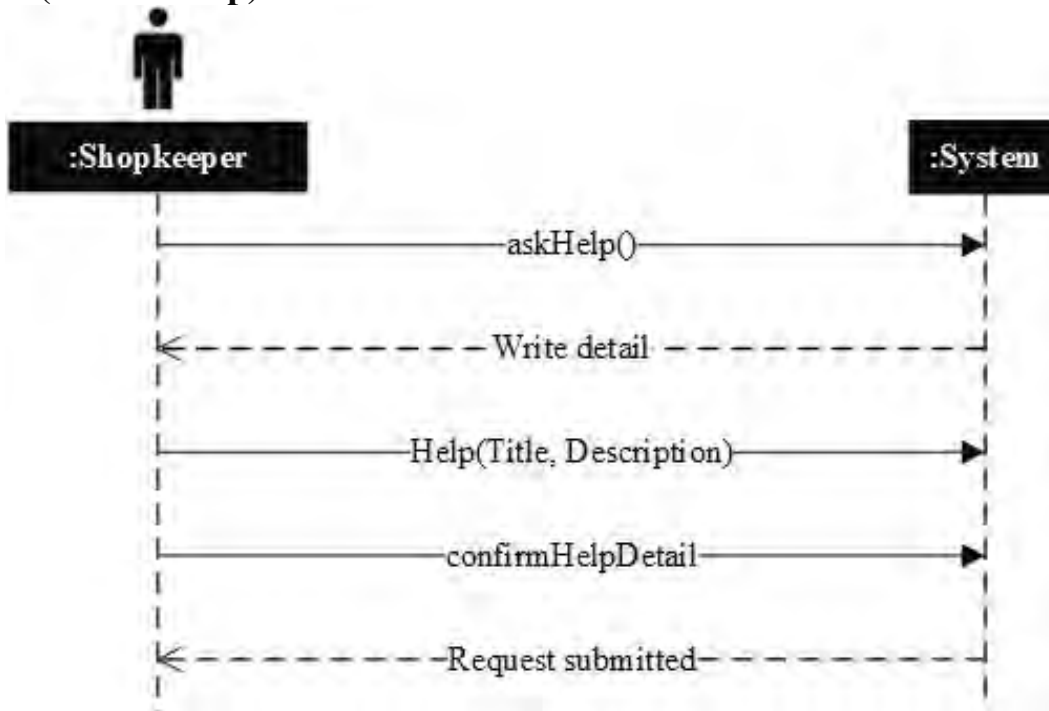 :Shopkeeper :System
askHelp()
Write detail
Help(Title, Description)
confirmHelpDetail
Request submitted